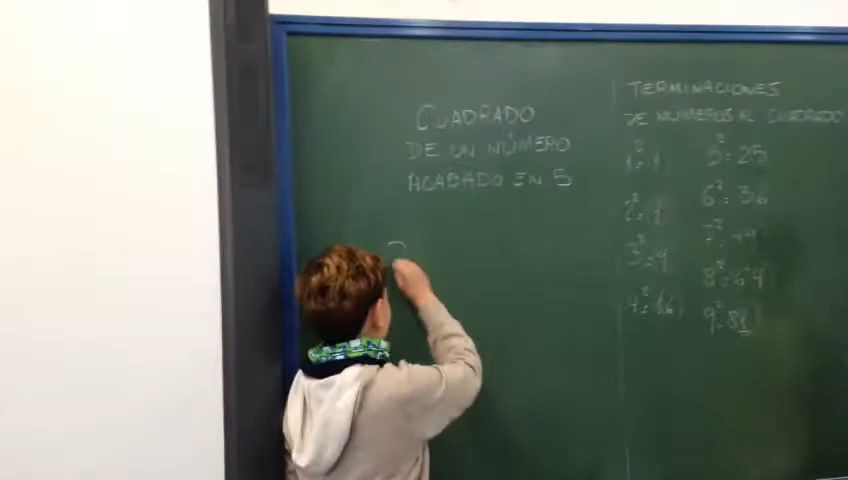 CUADRADO
DE UN NÚMERO
ACABADO EN 5
TERMINACIONES
DE NÚMEROS AL CUADRADO
1² = 1
2² = 4
3² = 9
4² = 16
5² = 25
6² = 36
7² = 49
8² = 64
9² = 81